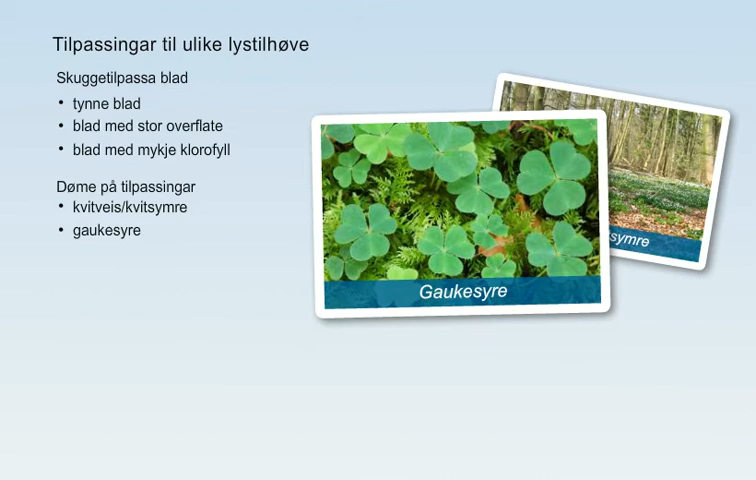 Tilpassingar til ulike lystilhøve
Skuggetilpassa blad
• tynne blad
• blad med stor overflate
• blad med mykje klorofyll
Døme på tilpassingar
• kvitveis/kvitsymre
• gaukesyre
Gaukesyre
symre